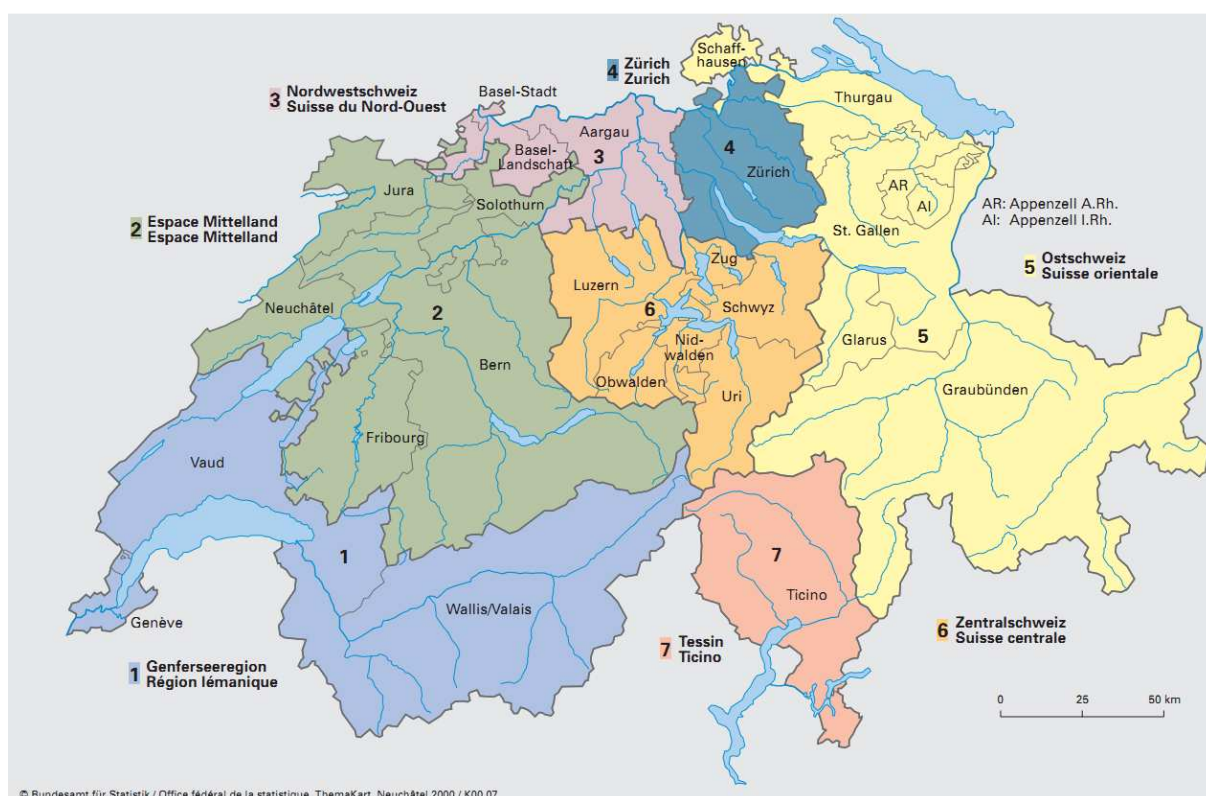 Schaff-
hausen
4 Zürich
Zurich
3 Nordwestschweiz
Suisse du Nord-Ouest
Basel-Stadt
Thurgau
Aargau
3
Basel-
Landschaft
4
Zürich
Jura
Solothurn
AR
AI
AR: Appenzell A.Rh.
AI: Appenzell I.Rh.
2 Espace Mittelland
Espace Mittelland
St. Gallen
5 Ostschweiz
Suisse orientale
Zug
Luzern
Neuchâtel
2
6
Schwyz
Nid-
walden
Glarus
5
Bern
Obwalden
Uri
Graubünden
Fribourg
Vaud
1
7
Ticino
Wallis/Valais
Genève
6 Zentralschweiz
Suisse centrale
7 Tessin
Ticino
1 Genferseeregion
Région lémanique
0 25 50 km
© Bundesamt für Statistik / Office fédéral de la statistique, ThemaKart, Neuchâtel 2000 / K00.07